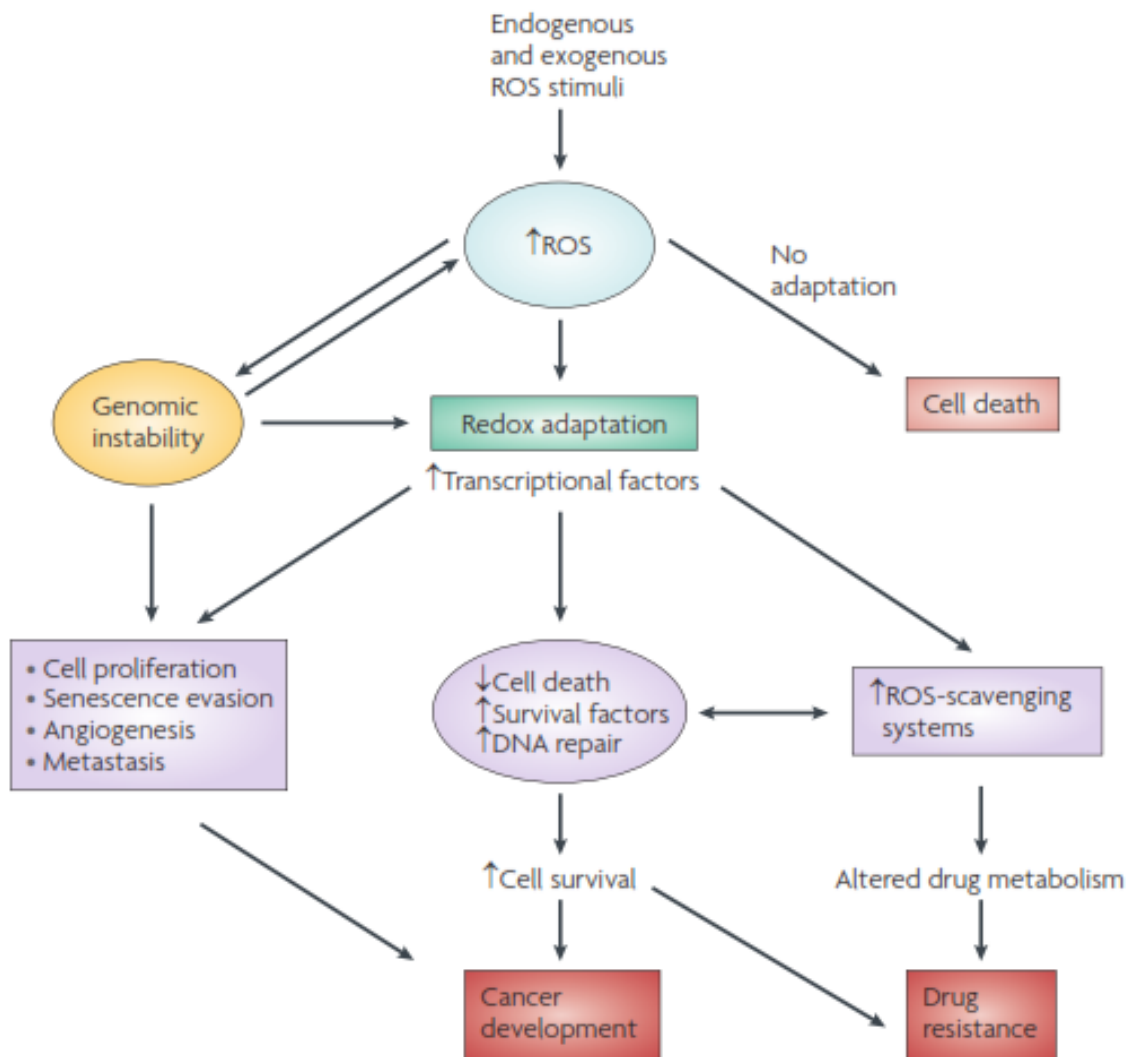 Endogenous
and exogenous
ROS stimuli
↑ROS
No
adaptation
Genomic
instability
Redox adaptation
Cell death
↑Transcriptional factors
• Cell proliferation
• Senescence evasion
• Angiogenesis
• Metastasis
↓Cell death
↑Survival factors
↑DNA repair
↑ROS-scavenging
systems
↑Cell survival
Altered drug metabolism
Cancer
development
Drug
resistance